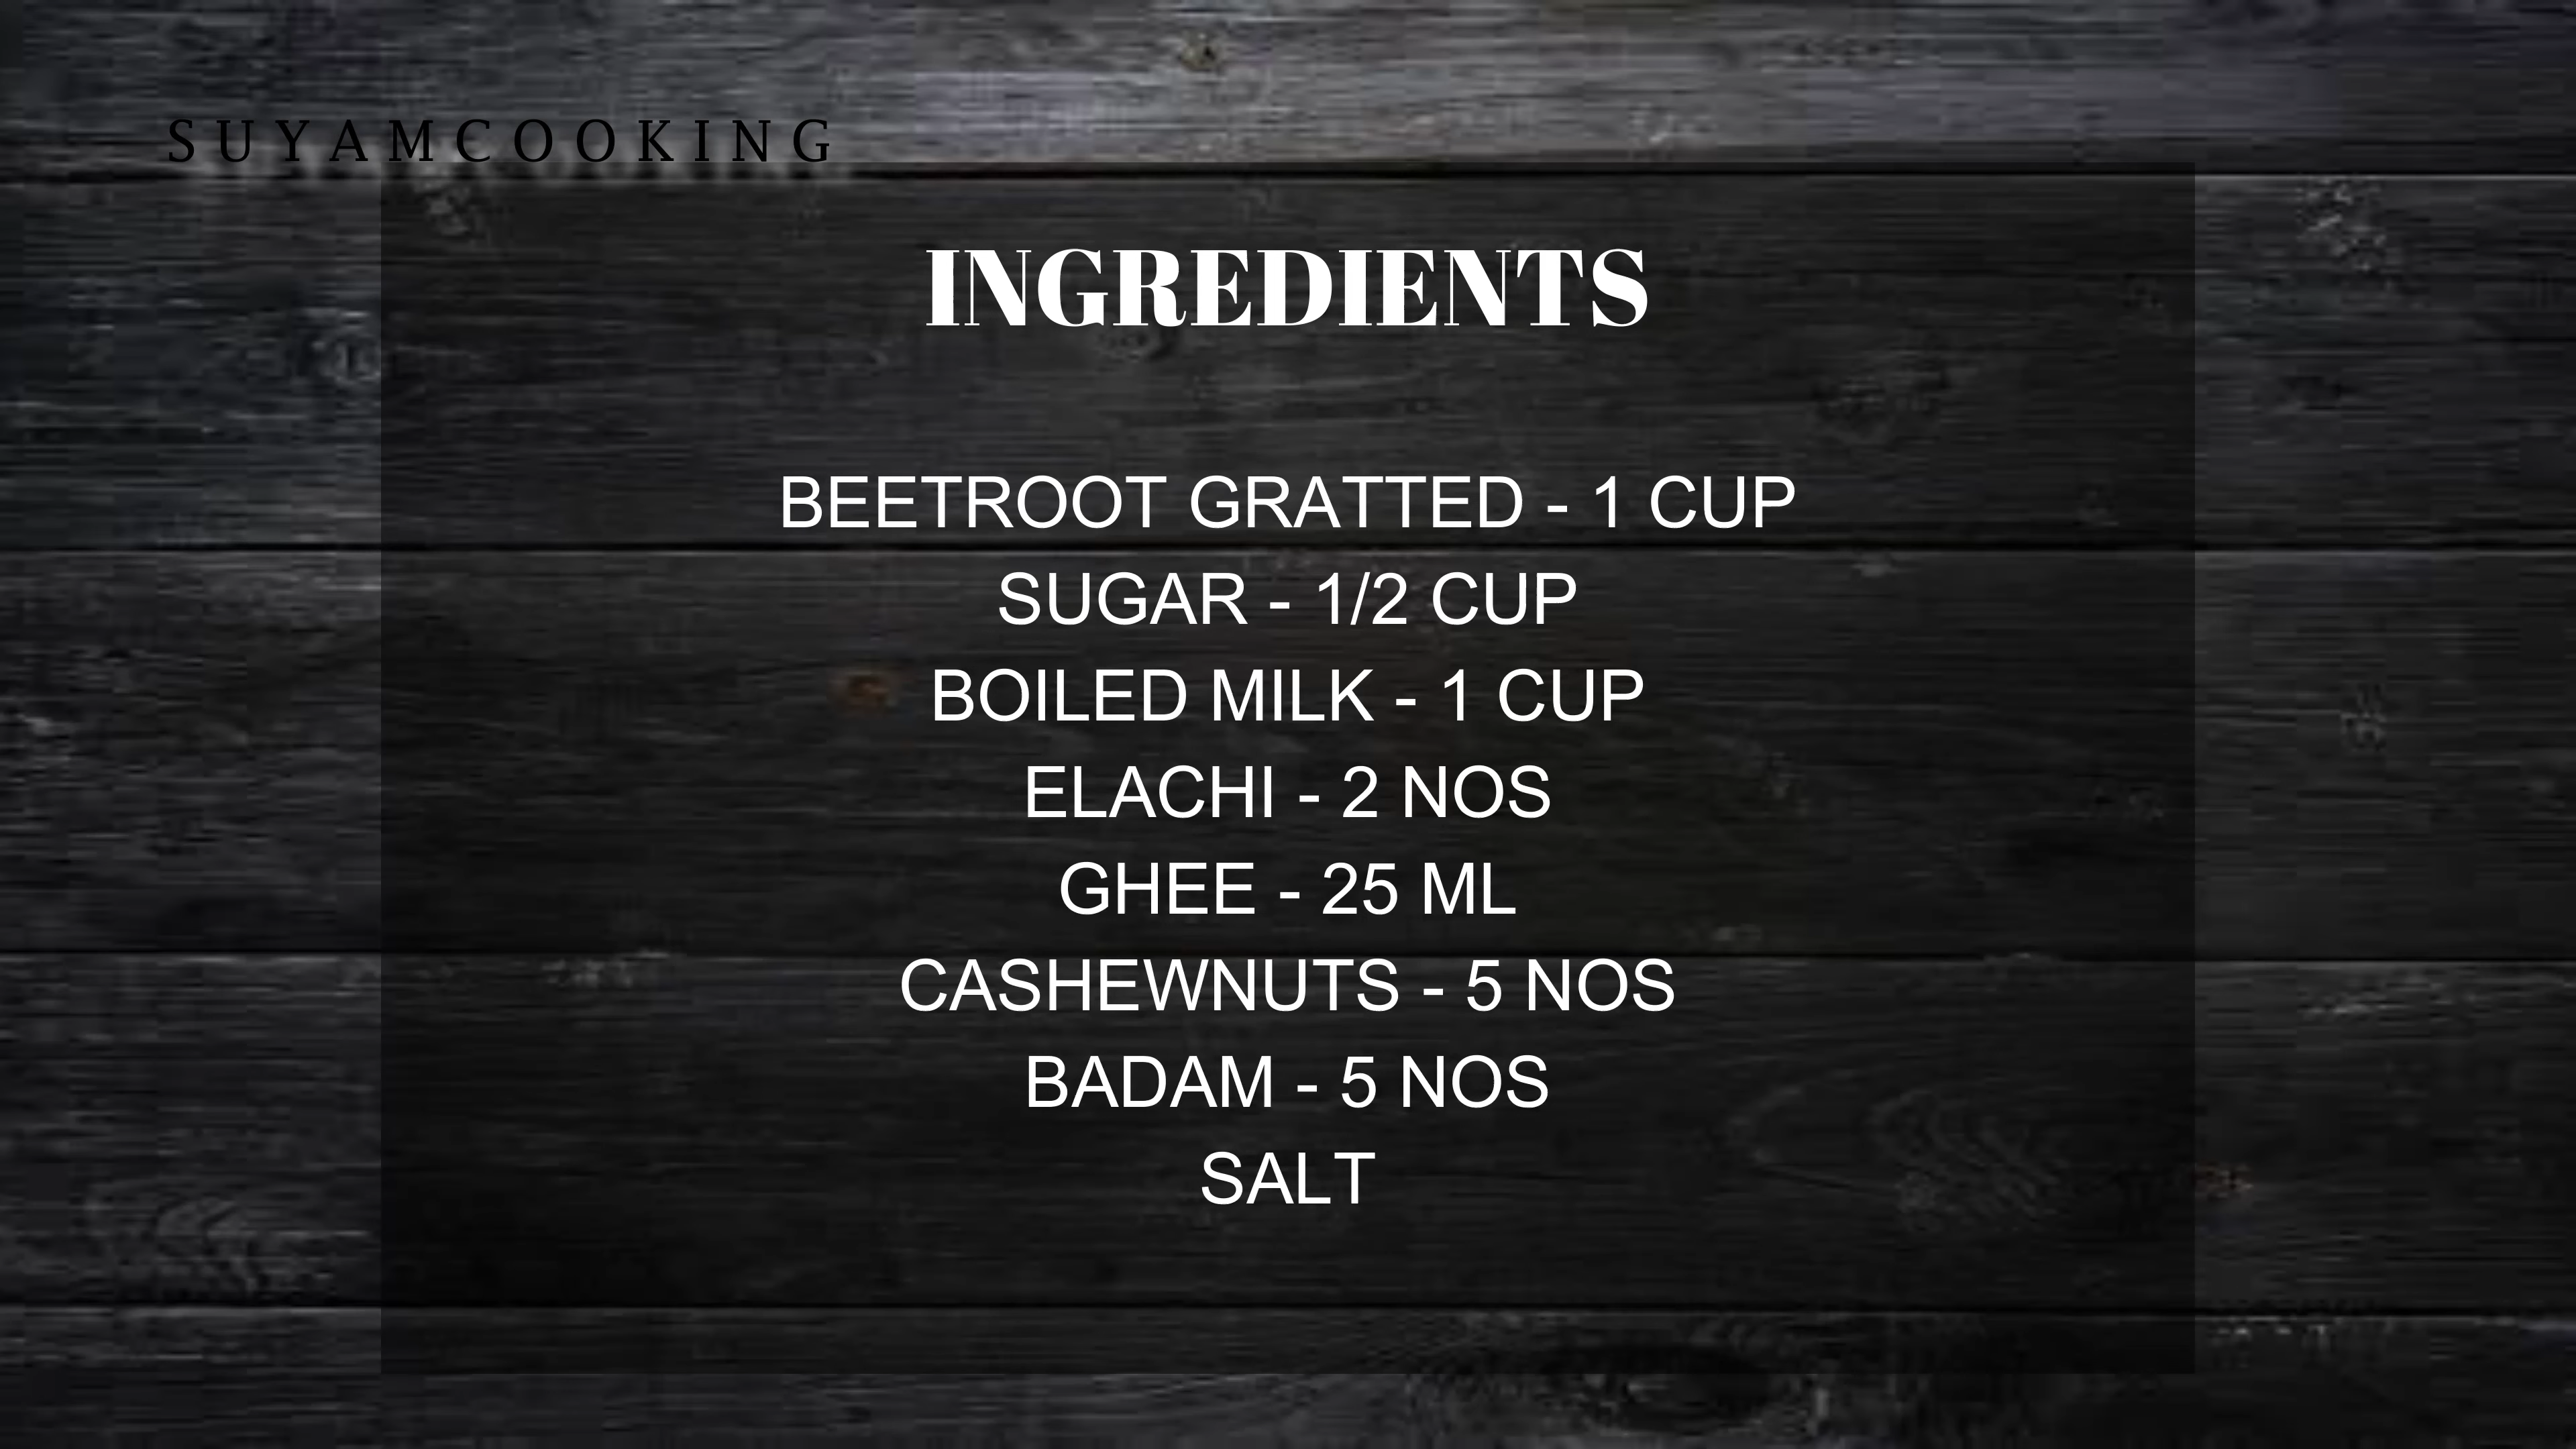 SUYAMCOOKING
INGREDIENTS
BEETROOT GRATTED - 1 CUP
SUGAR - 1/2 CUP
BOILED MILK - 1 CUP
ELACHI - 2 NOS
GHEE - 25 ML
CASHEWNUTS - 5 NOS
BADAM - 5 NOS
SALT